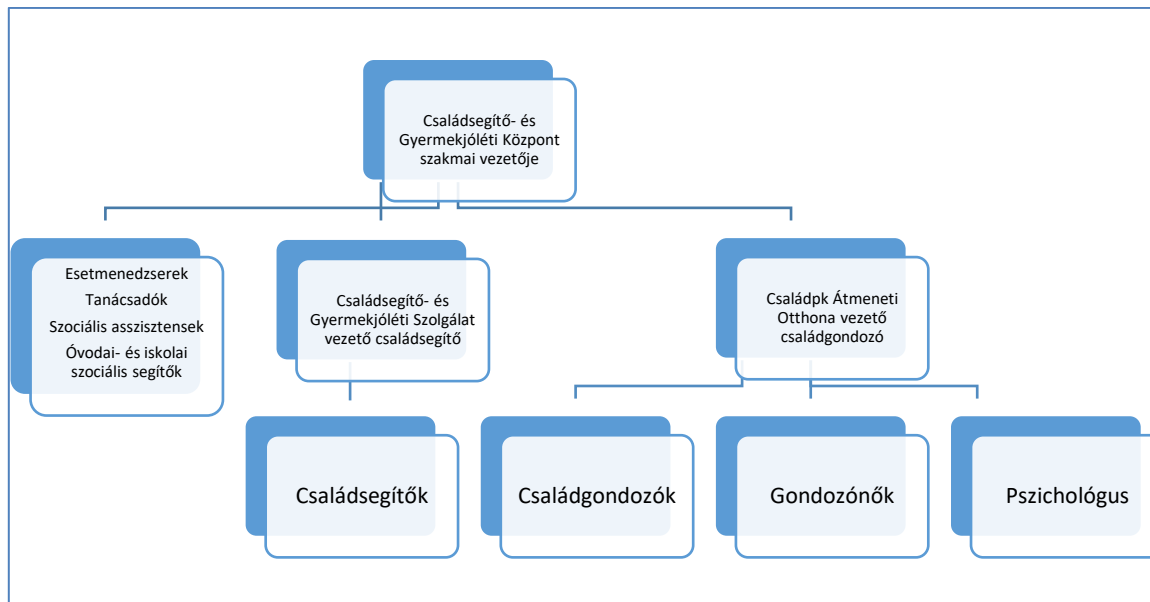 Családsegítő- és
Gyermekjóléti Központ
szakmai vezetője
Esetmenedzserek
Tanácsadók
Szociális asszisztensek
Óvodai- és iskolai
szociális segítők
Családsegítő- és
Gyermekjóléti Szolgálat
vezető családsegítő
Családpk Átmeneti
Otthona vezető
családgondozó
Családsegítők
Családgondozók
Gondozónők
Pszichológus